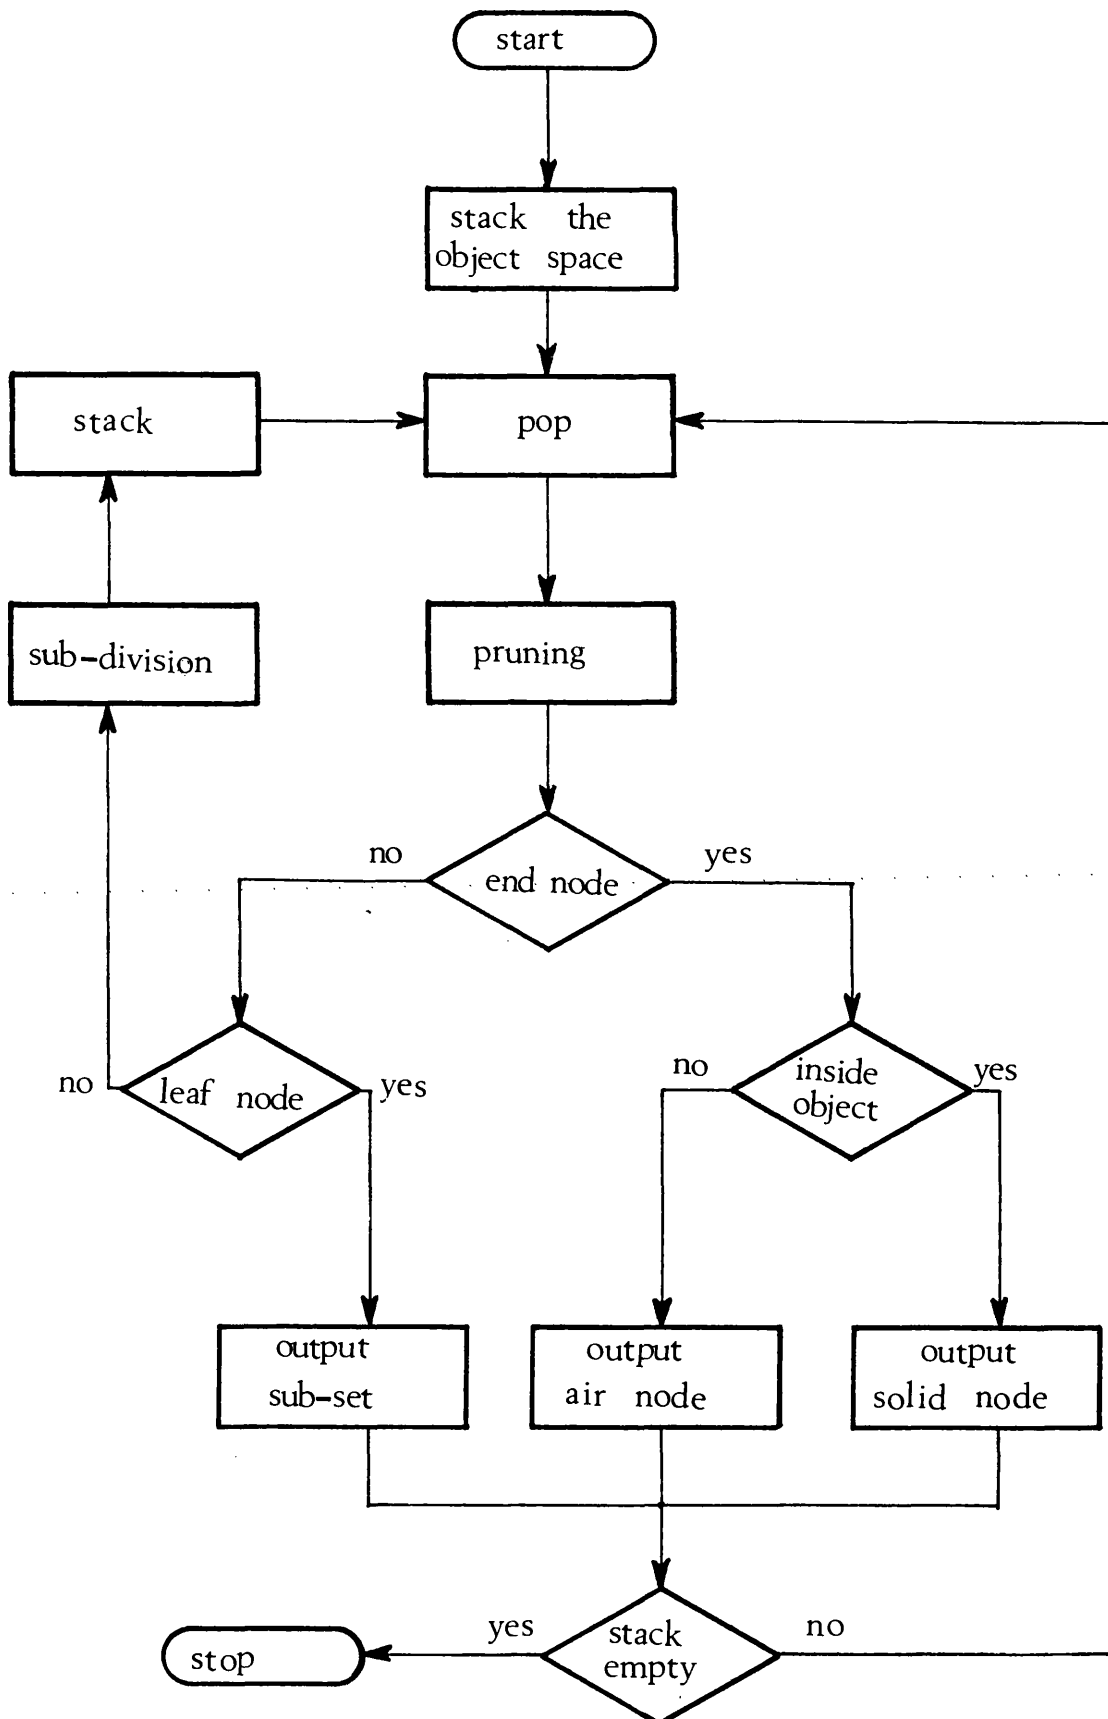 start
stack the
object space
stack
pop
sub-division
pruning
no
end node
yes
no
leaf node
yes
no
inside
object
yes
output
sub-set
output
air node
output
solid node
yes
stack
empty
no
stop